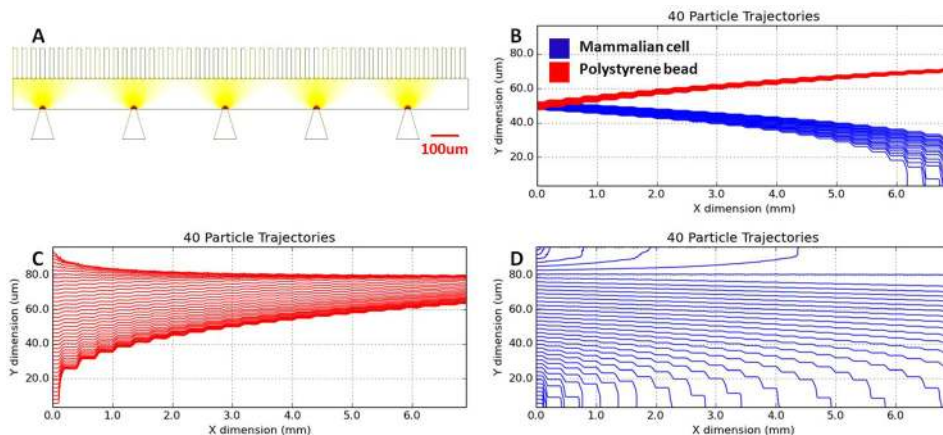 A
100um
40 Particle Trajectories
B
Mammalian cell
Polystyrene bead
Y dimension (um)
80.0
60.0
40.0
20.0
0.0 1.0 2.0 3.0 4.0 5.0 6.0
X dimension (mm)
40 Particle Trajectories
C
Y dimension (um)
80.0
60.0
40.0
20.0
0.0 1.0 2.0 3.0 4.0 5.0 6.0
X dimension (mm)
40 Particle Trajectories
D
Y dimension (um)
80.0
60.0
40.0
20.0
0.0 1.0 2.0 3.0 4.0 5.0 6.0
X dimension (mm)